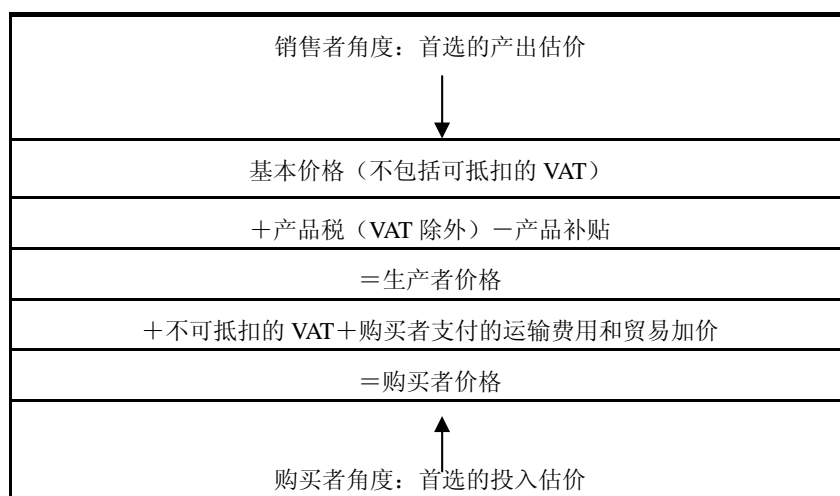 销售者角度：首选的产出估价
基本价格（不包括可抵扣的 VAT）
＋产品税（VAT 除外）－产品补贴
＝生产者价格
＋不可抵扣的 VAT＋购买者支付的运输费用和贸易加价
＝购买者价格
购买者角度：首选的投入估价